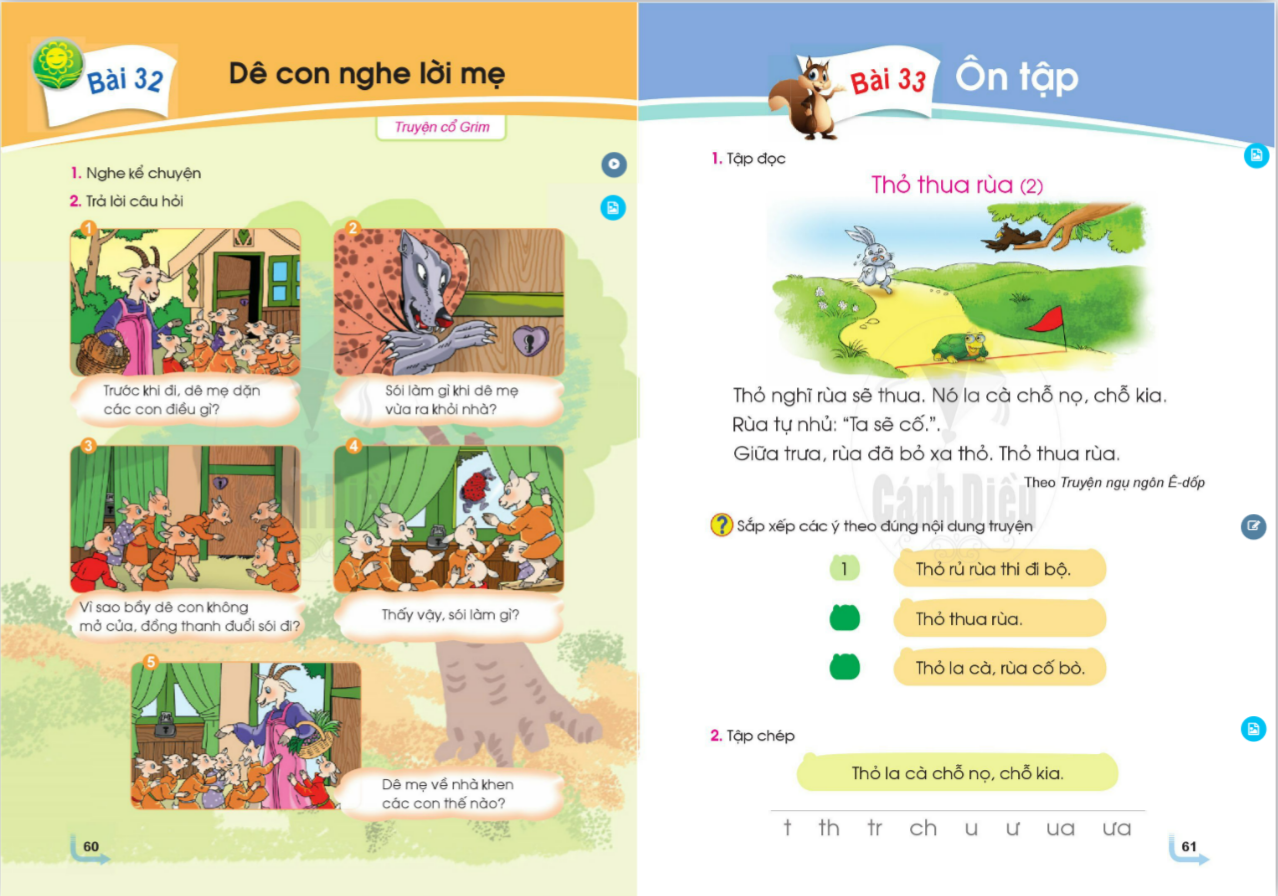 Bài 32
Dê con nghe lời mẹ
Truyện cổ Grim
1. Nghe kể chuyện
2. Trả lời câu hỏi
1
Trước khi đi, dê mẹ dặn
các con điều gì?
2
Sói làm gì khi dê mẹ
vừa ra khỏi nhà?
3
Vì sao bầy dê con không
mở cửa, đồng thanh đuổi sói đi?
4
Thấy vậy, sói làm gì?
5
Dê mẹ về nhà khen
các con thế nào?
60
Bài 33
Ôn tập
1. Tập đọc
Thỏ thua rùa (2)
Thỏ nghĩ rùa sẽ thua. Nó la cà chỗ nọ, chỗ kia.
Rùa tự nhủ: “Ta sẽ cố.”.
Giữa trưa, rùa đã bỏ xa thỏ. Thỏ thua rùa.
Theo Truyện ngụ ngôn Ê-dốp
Cánh Diều
? Sắp xếp các ý theo đúng nội dung truyện
1 Thỏ rủ rùa thi đi bộ.
Thỏ thua rùa.
Thỏ la cà, rùa cố bò.
2. Tập chép
Thỏ la cà chỗ nọ, chỗ kia.
t th tr ch u ư ua ưa
61